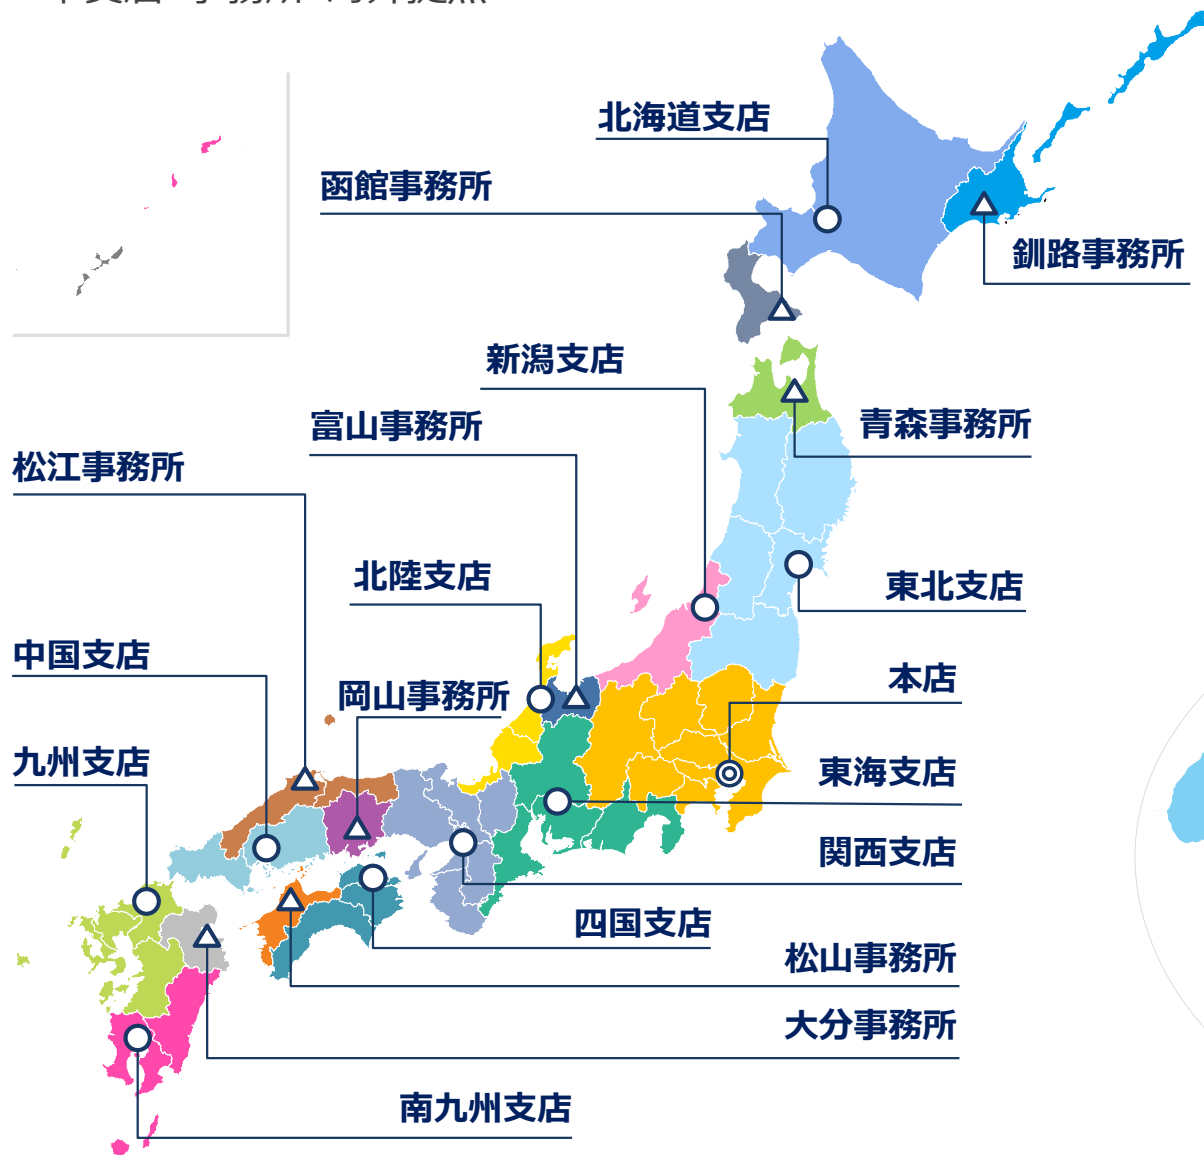 北海道支店
函館事務所
釧路事務所
新潟支店
富山事務所
青森事務所
松江事務所
北陸支店
東北支店
中国支店
岡山事務所
本店
九州支店
東海支店
関西支店
四国支店
松山事務所
大分事務所
南九州支店